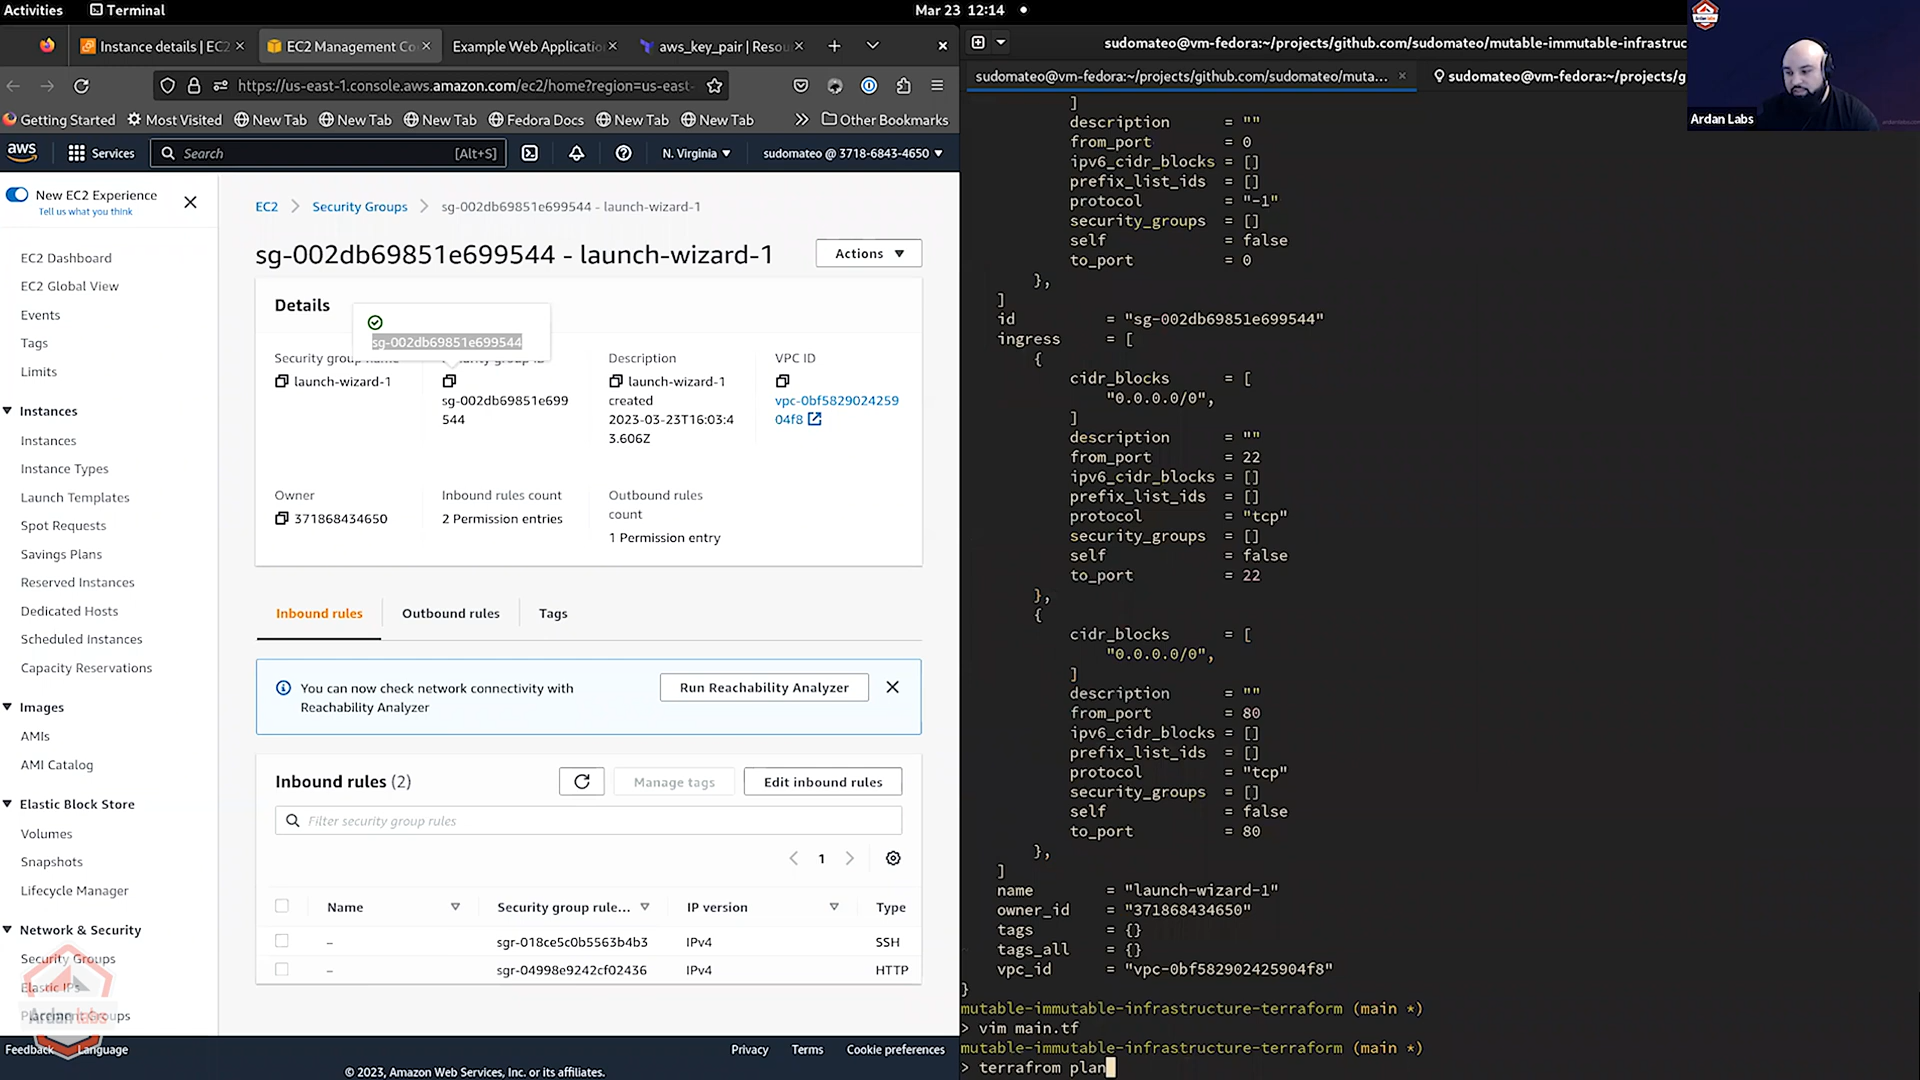 Activities
Terminal
Mar 23 12:14
Instance details | EC2
EC2 Management Co
Example Web Applicatio
aws_key_pair | Resou
https://us-east-1.console.aws.amazon.com/ec2/home?region=us-east-
Getting Started
Most Visited
New Tab
New Tab
New Tab
Fedora Docs
New Tab
New Tab
Other Bookmarks
aws
Services
Search
[Alt+S]
N. Virginia
sudomateo @ 3718-6843-4650
New EC2 Experience
Tell us what you think
EC2 Dashboard
EC2 Global View
Events
Tags
Limits
Instances
Instances
Instance Types
Launch Templates
Spot Requests
Savings Plans
Reserved Instances
Dedicated Hosts
Scheduled Instances
Capacity Reservations
Images
AMIs
AMI Catalog
Elastic Block Store
Volumes
Snapshots
Lifecycle Manager
Network & Security
Security Groups
Elastic IPs
Placement Groups
Ardan labs
Feedback
Language
EC2 > Security Groups > sg-002db69851e699544 - launch-wizard-1
sg-002db69851e699544 - launch-wizard-1
Actions
Details
sg-002db69851e699544
Security group name
launch-wizard-1
sg-002db69851e699
544
Description
launch-wizard-1
created
2023-03-23T16:03:4
3.606Z
VPC ID
vpc-0bf5829024259
04f8
Owner
371868434650
Inbound rules count
2 Permission entries
Outbound rules
count
1 Permission entry
Inbound rules
Outbound rules
Tags
You can now check network connectivity with
Reachability Analyzer
Run Reachability Analyzer
Inbound rules (2)
Manage tags
Edit inbound rules
Filter security group rules
1
Name
Security group rule...
IP version
Type
–
sgr-018ce5c0b5563b4b3
IPv4
SSH
–
sgr-04998e9242cf02436
IPv4
HTTP
Privacy
Terms
Cookie preferences
© 2023, Amazon Web Services, Inc. or its affiliates.
sudomateo@vm-fedora:~/projects/github.com/sudomateo/mutable-immutable-infrastruc
sudomateo@vm-fedora:~/projects/github.com/sudomateo/muta...
sudomateo@vm-fedora:~/projects/g
Ardan Labs
]
description = ""
from_port = 0
ipv6_cidr_blocks = []
prefix_list_ids = []
protocol = "-1"
security_groups = []
self = false
to_port = 0
},
]
id = "sg-002db69851e699544"
ingress = [
{
cidr_blocks = [
"0.0.0.0/0",
]
description = ""
from_port = 22
ipv6_cidr_blocks = []
prefix_list_ids = []
protocol = "tcp"
security_groups = []
self = false
to_port = 22
},
{
cidr_blocks = [
"0.0.0.0/0",
]
description = ""
from_port = 80
ipv6_cidr_blocks = []
prefix_list_ids = []
protocol = "tcp"
security_groups = []
self = false
to_port = 80
},
]
name = "launch-wizard-1"
owner_id = "371868434650"
tags = {}
tags_all = {}
vpc_id = "vpc-0bf582902425904f8"
}
mutable-immutable-infrastructure-terraform (main *)
> vim main.tf
mutable-immutable-infrastructure-terraform (main *)
> terrafrom plan